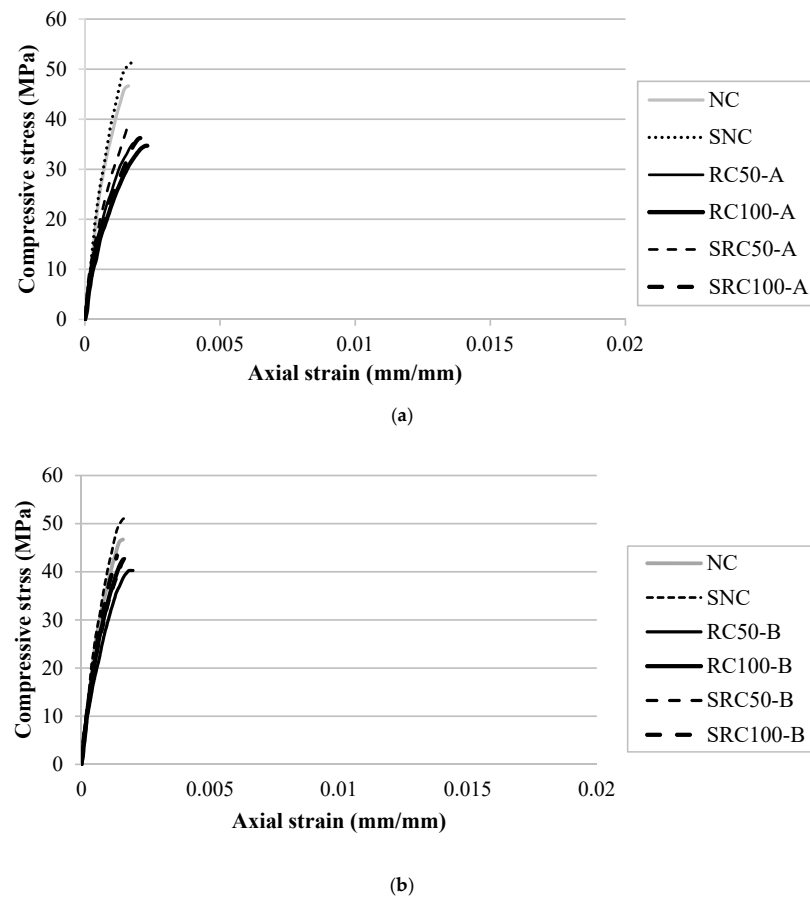 60
50
40
30
20
10
0
Compressive stress (MPa)
0 0.005 0.01 0.015 0.02
Axial strain (mm/mm)
NC
SNC
RC50-A
RC100-A
SRC50-A
SRC100-A
(a)
60
50
40
30
20
10
0
Compressive strss (MPa)
0 0.005 0.01 0.015 0.02
Axial strain (mm/mm)
NC
SNC
RC50-B
RC100-B
SRC50-B
SRC100-B
(b)